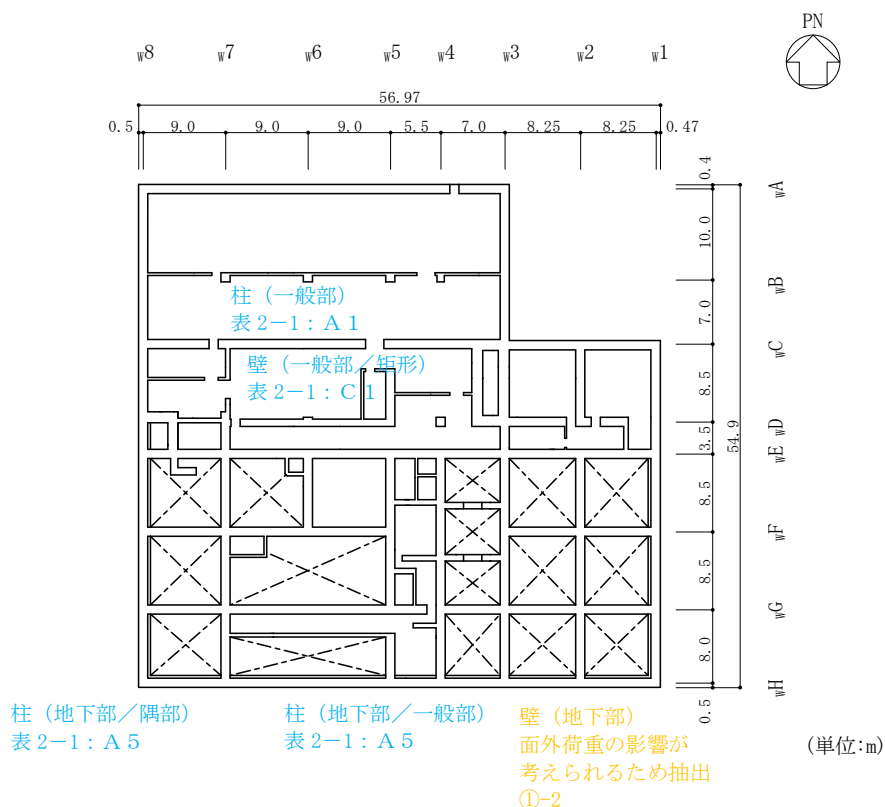 PN
W8 W7 W6 W5 W4 W3 W2 W1
56.97
0.5 9.0 9.0 9.0 5.5 7.0 8.25 8.25 0.47
0.4
WA
10.0
WB
7.0
WC
8.5
WD
3.5
WE
54.9
8.5
WF
8.5
WG
8.0
WH
0.5
柱（一般部）
表2-1：A1
壁（一般部／矩形）
表2-1：C1
柱（地下部／隅部）
表2-1：A5
柱（地下部／一般部）
表2-1：A5
壁（地下部）
面外荷重の影響が
考えられるため抽出
①-2
(単位:m)